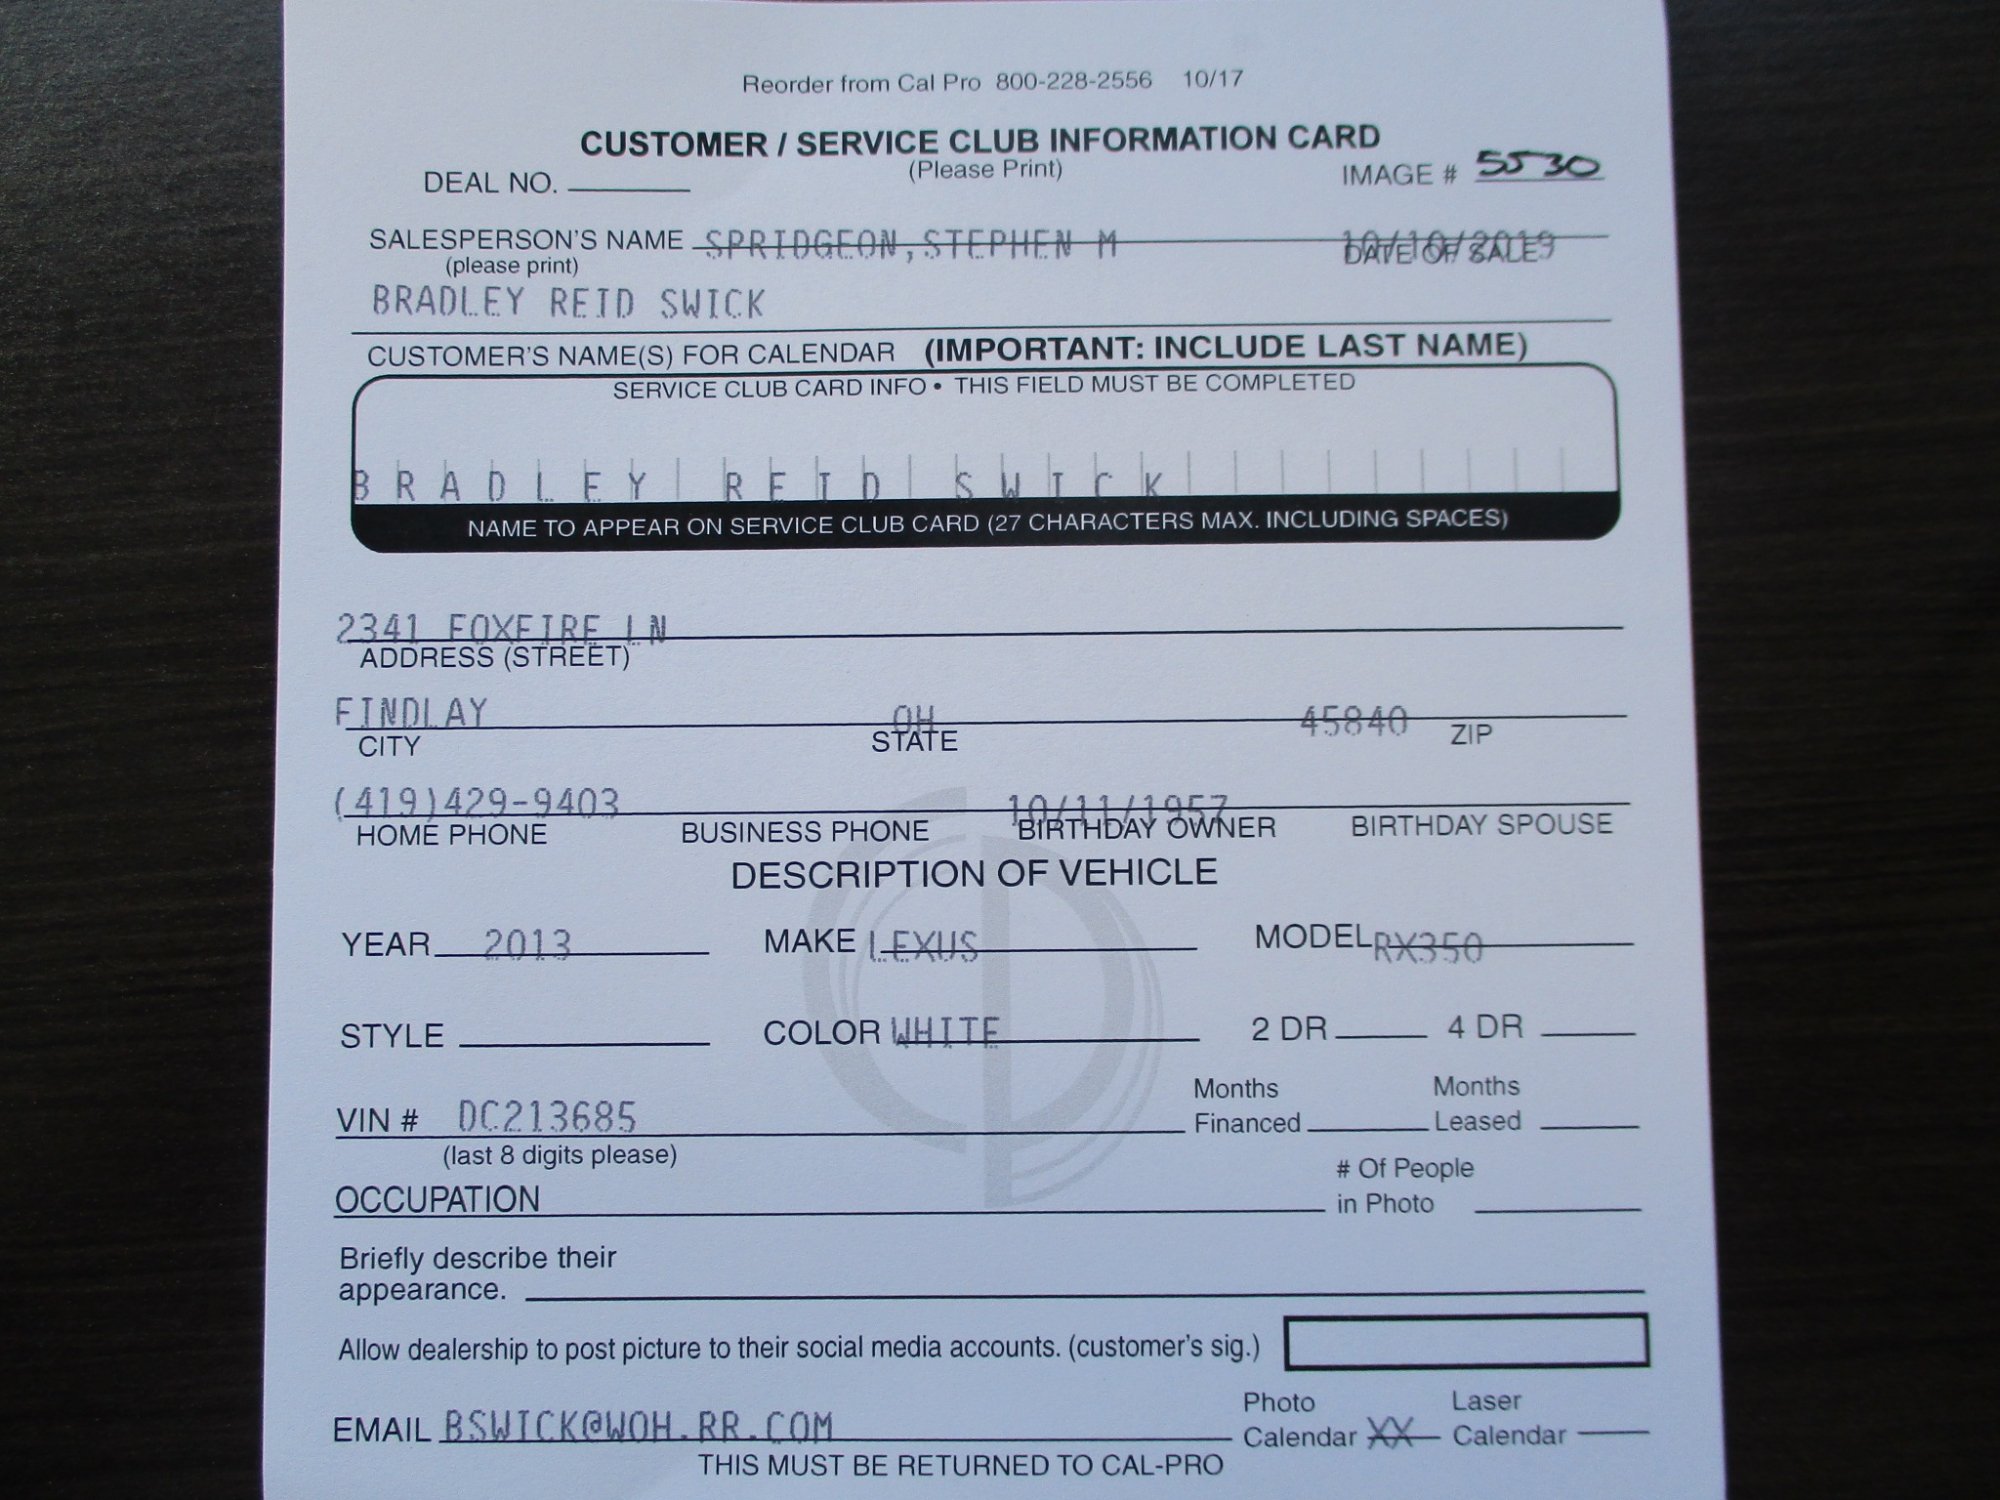 Reorder from Cal Pro 800-228-2556 10/17
CUSTOMER / SERVICE CLUB INFORMATION CARD
(Please Print)
DEAL NO. IMAGE # 5530
SALESPERSON'S NAME SPRIDGEON,STEPHEN M 10/10/2019 DATE OF SALE
(please print)
BRADLEY REID SWICK
CUSTOMER'S NAME(S) FOR CALENDAR (IMPORTANT: INCLUDE LAST NAME)
SERVICE CLUB CARD INFO • THIS FIELD MUST BE COMPLETED
BRADLEY REID SWICK
NAME TO APPEAR ON SERVICE CLUB CARD (27 CHARACTERS MAX. INCLUDING SPACES)
2341 FOXFIRE LN
ADDRESS (STREET)
FINDLAY OH 45840
CITY STATE ZIP
(419)429-9403 10/11/1957
HOME PHONE BUSINESS PHONE BIRTHDAY OWNER BIRTHDAY SPOUSE
DESCRIPTION OF VEHICLE
YEAR 2013 MAKE LEXUS MODEL RX350
STYLE COLOR WHITE 2 DR 4 DR
Months Months
VIN # DC213685 Financed Leased
(last 8 digits please)
# Of People
OCCUPATION in Photo
Briefly describe their
appearance.
Allow dealership to post picture to their social media accounts. (customer's sig.)
Photo Laser
EMAIL BSWICK@WOH.RR.COM Calendar XX Calendar
THIS MUST BE RETURNED TO CAL-PRO